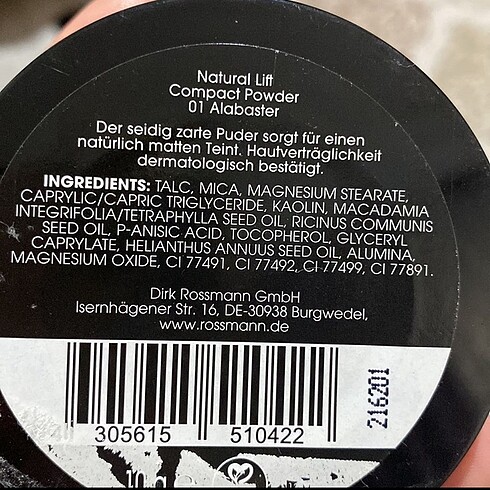 Natural Lift
Compact Powder
01 Alabaster
Der seidig zarte Puder sorgt für einen
natürlich matten Teint. Hautverträglichkeit
dermatologisch bestätigt.
INGREDIENTS: TALC, MICA, MAGNESIUM STEARATE,
CAPRYLIC/CAPRIC TRIGLYCERIDE, KAOLIN, MACADAMIA
INTEGRIFOLIA/TETRAPHYLLA SEED OIL, RICINUS COMMUNIS
SEED OIL, P-ANISIC ACID, TOCOPHEROL, GLYCERYL
CAPRYLATE, HELIANTHUS ANNUUS SEED OIL, ALUMINA,
MAGNESIUM OXIDE, CI 77491, CI 77492, CI 77499, CI 77891.
Dirk Rossmann GmbH
Isernhägener Str. 16, DE-30938 Burgwedel,
www.rossmann.de
216201
305615 510422